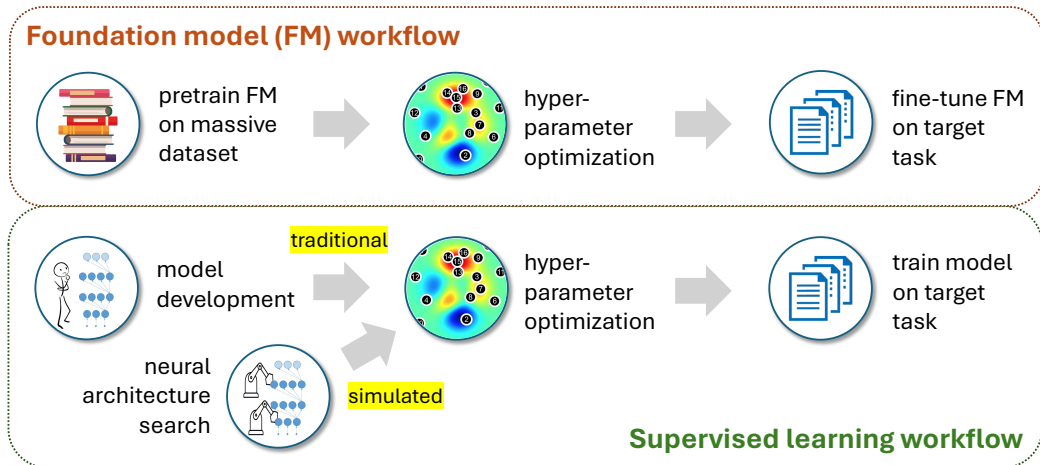 Foundation model (FM) workflow
pretrain FM
on massive
dataset
hyper-
parameter
optimization
fine-tune FM
on target
task
traditional
model
development
hyper-
parameter
optimization
train model
on target
task
neural
architecture
search
simulated
Supervised learning workflow